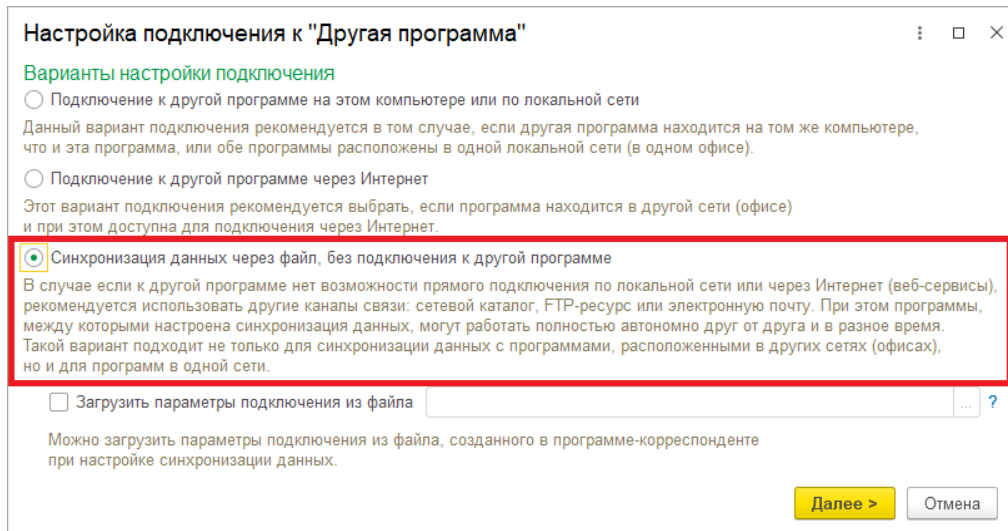 Настройка подключения к "Другая программа"
Варианты настройки подключения
Подключение к другой программе на этом компьютере или по локальной сети
Данный вариант подключения рекомендуется в том случае, если другая программа находится на том же компьютере,
что и эта программа, или обе программы расположены в одной локальной сети (в одном офисе).
Подключение к другой программе через Интернет
Этот вариант подключения рекомендуется выбрать, если программа находится в другой сети (офисе)
и при этом доступна для подключения через Интернет.
Синхронизация данных через файл, без подключения к другой программе
В случае если к другой программе нет возможности прямого подключения по локальной сети или через Интернет (веб-сервисы),
рекомендуется использовать другие каналы связи: сетевой каталог, FTP-ресурс или электронную почту. При этом программы,
между которыми настроена синхронизация данных, могут работать полностью автономно друг от друга и в разное время.
Такой вариант подходит не только для синхронизации данных с программами, расположенными в других сетях (офисах),
но и для программ в одной сети.
Загрузить параметры подключения из файла ... ?
Можно загрузить параметры подключения из файла, созданного в программе-корреспонденте
при настройке синхронизации данных.
Далее > Отмена